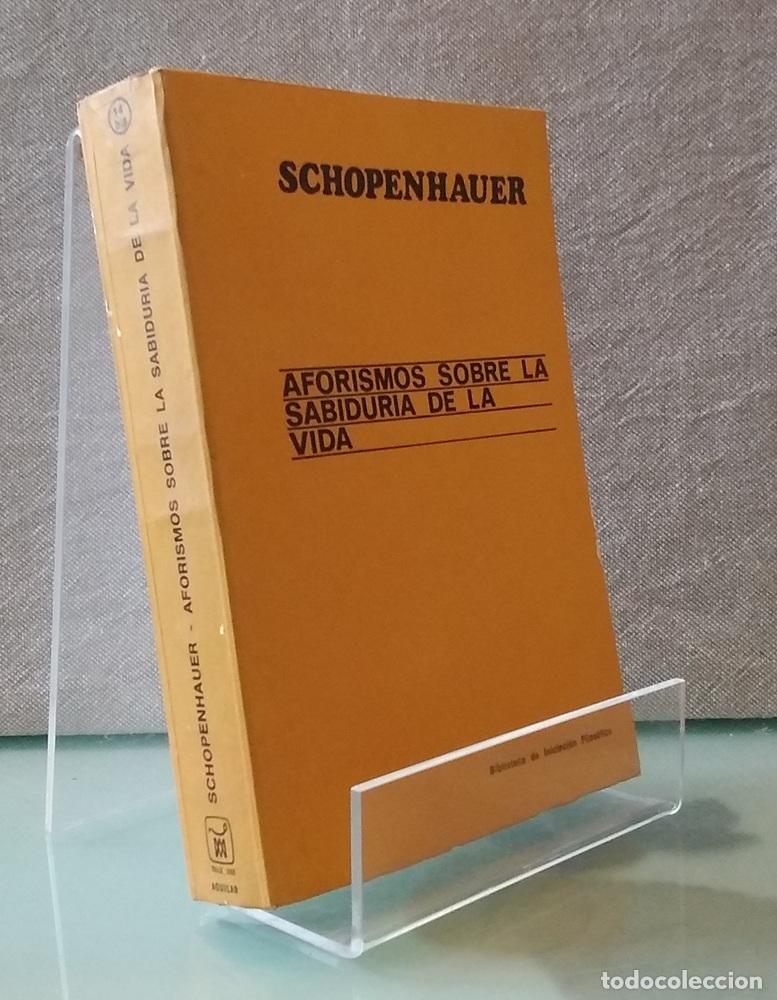 SCHOPENHAUER
AFORISMOS SOBRE LA
SABIDURIA DE LA
VIDA
Biblioteca de Iniciación Filosófica
SCHOPENHAUER - AFORISMOS SOBRE LA SABIDURIA DE LA VIDA
AGUILAR
todocoleccion